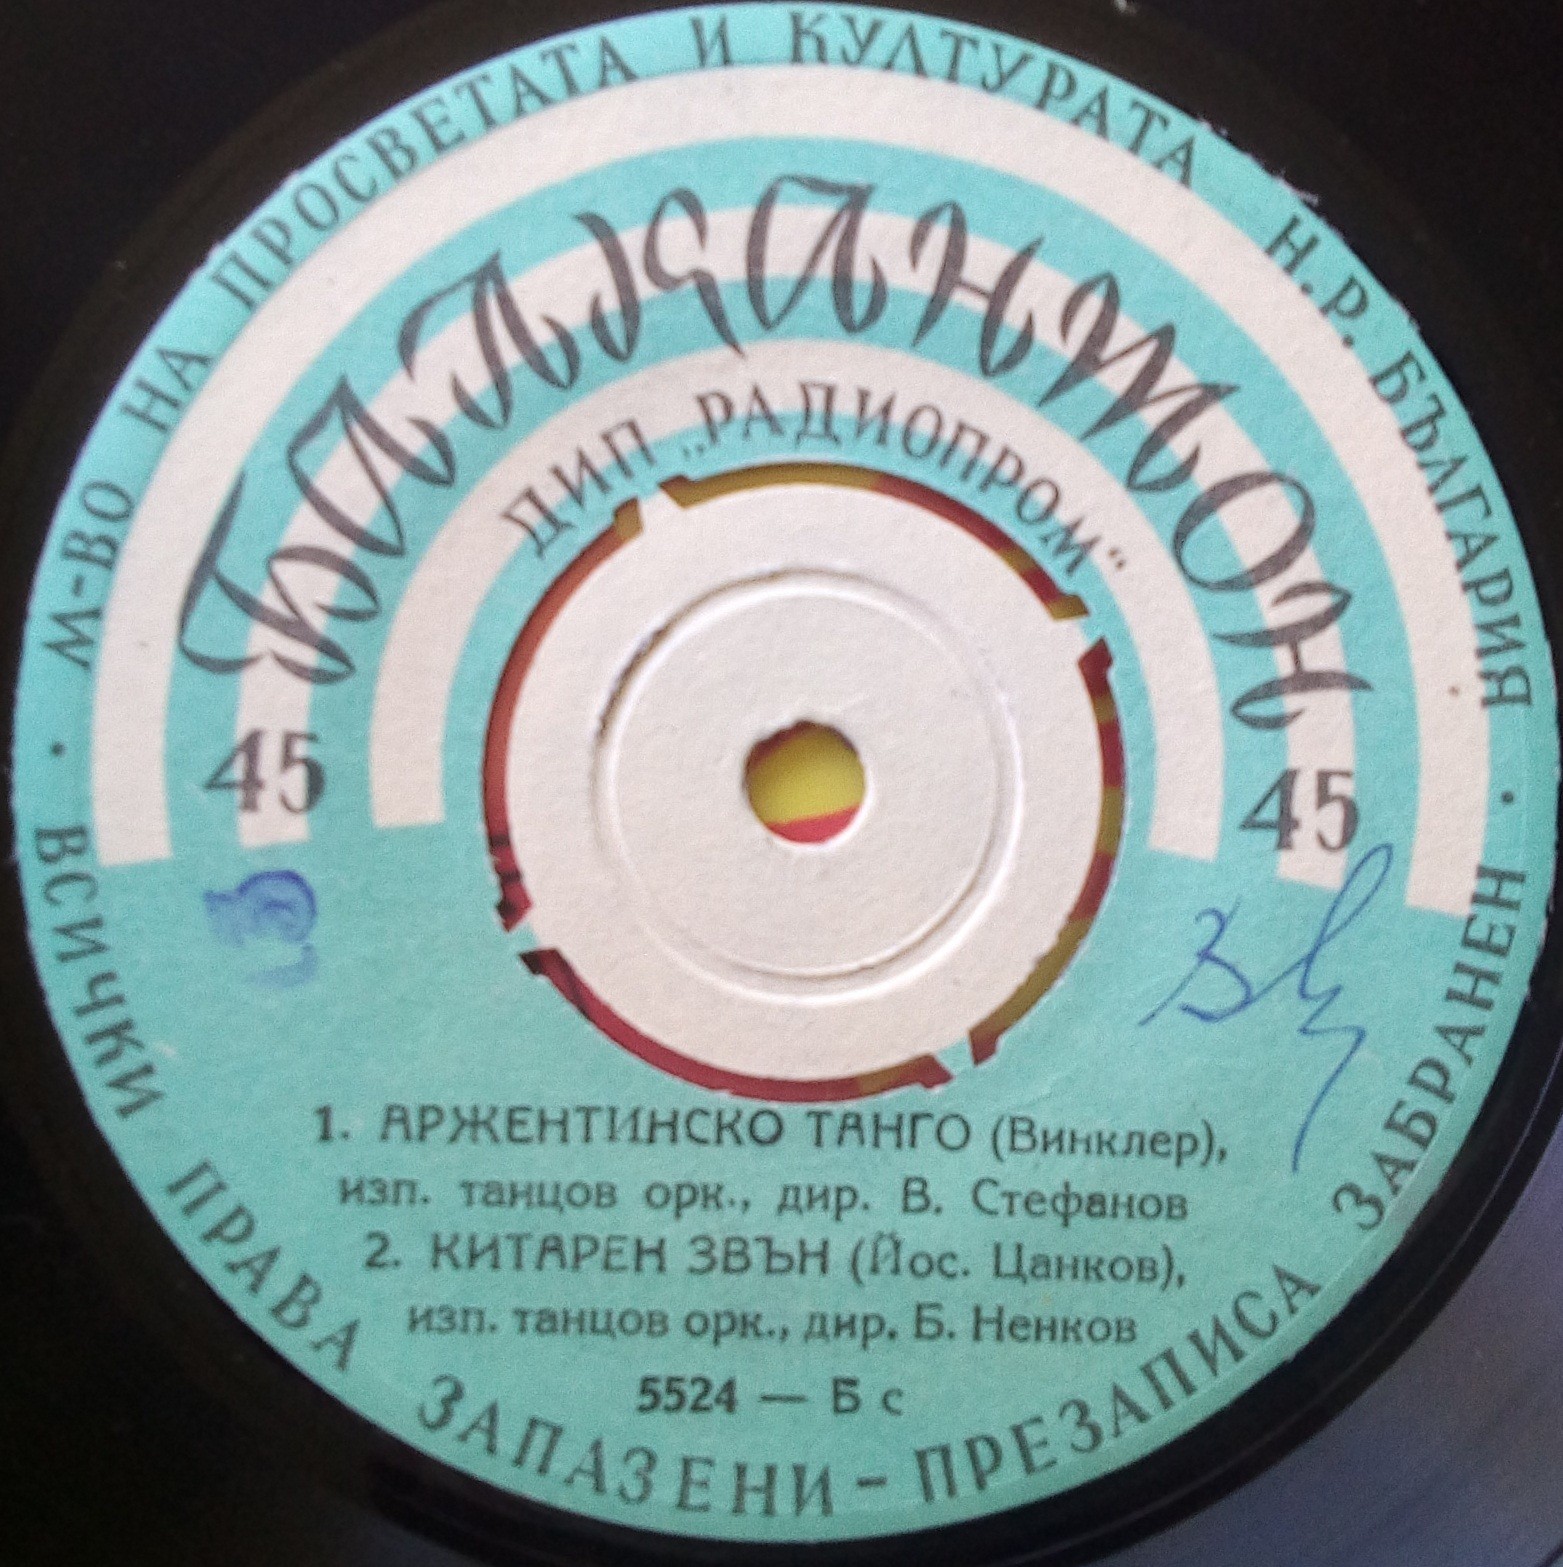 М-ВО НА ПРОСВЕТАТА И КУЛТУРАТА Н.Р. БЪЛГАРИЯ
БАЛКАНТОН
ДИП „РАДИОПРОМ“
45
45
1. АРЖЕНТИНСКО ТАНГО (Винклер),
изп. танцов орк., дир. В. Стефанов
2. КИТАРЕН ЗВЪН (Йос. Цанков),
изп. танцов орк., дир. Б. Ненков
5524 — Б с
• ВСИЧКИ ПРАВА ЗАПАЗЕНИ - ПРЕЗАПИСА ЗАБРАНЕН •